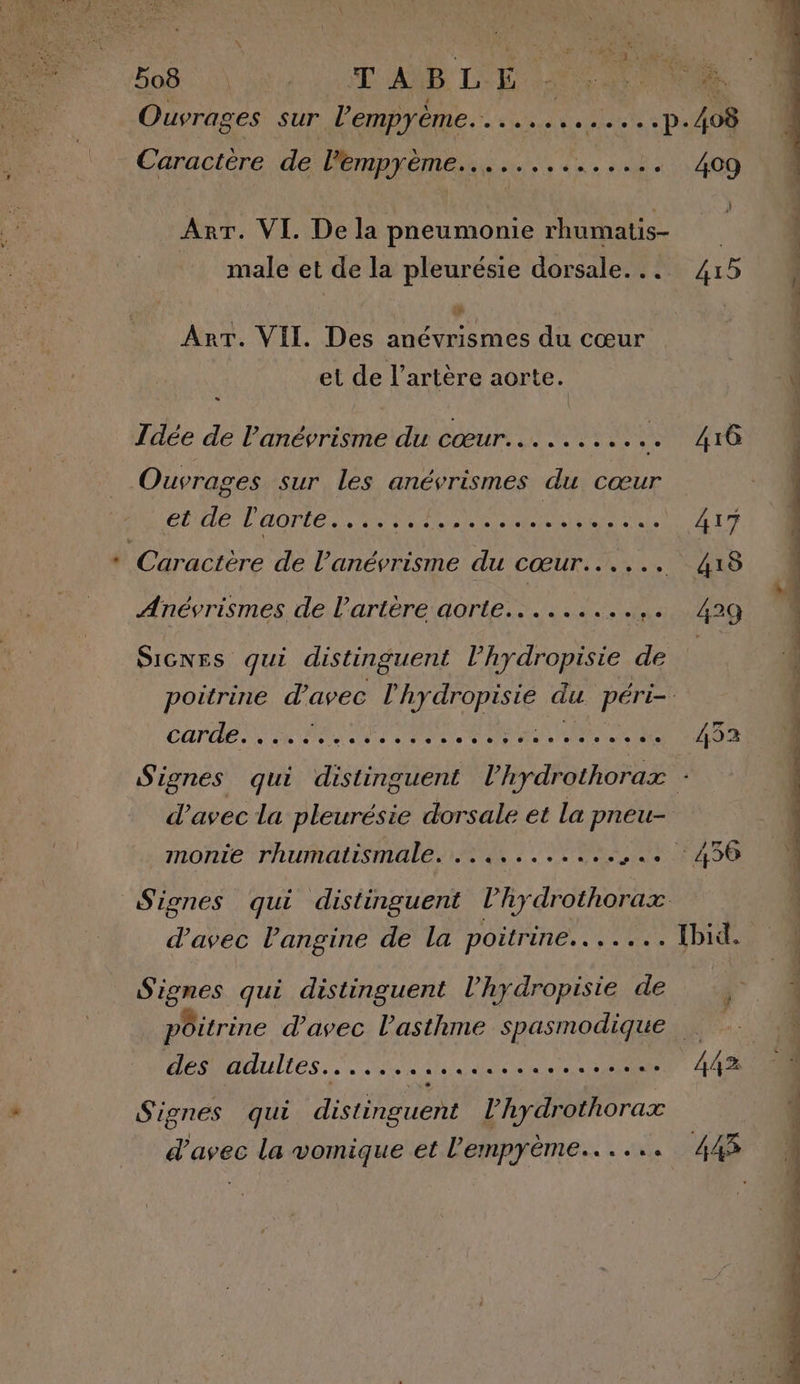 508 TABLE
Ouvrages sur l'empyème.............p. 408
Caractère de l'empyème............... 409
ART. VI. De la pneumonie rhumatis-
male et de la pleurésie dorsale... 415
ART. VII. Des anévrismes du cœur
et de l'artère aorte.
Idée de l'anévrisme du cœur............ 416
Ouvrages sur les anévrismes du cœur
et de l'aorte........................ 417
Caractère de l'anévrisme du cœur...... 418
Anévrismes de l'artère aorte............ 429
SIGNES qui distinguent l'hydropisie de
poitrine d'avec l'hydropisie du péri-
carde............................. 432
Signes qui distinguent l'hydrothorax
d'avec la pleurésie dorsale et la pneu-
monie rhumatismale................ 436
Signes qui distinguent l'hydrothorax
d'avec l'angine de la poitrine....... Ibid.
Signes qui distinguent l'hydropisie de
poitrine d'avec l'asthme spasmodique
des adultes.......................... 442
Signes qui distinguent l'hydrothorax
d'avec la vomique et l'empyème...... 443